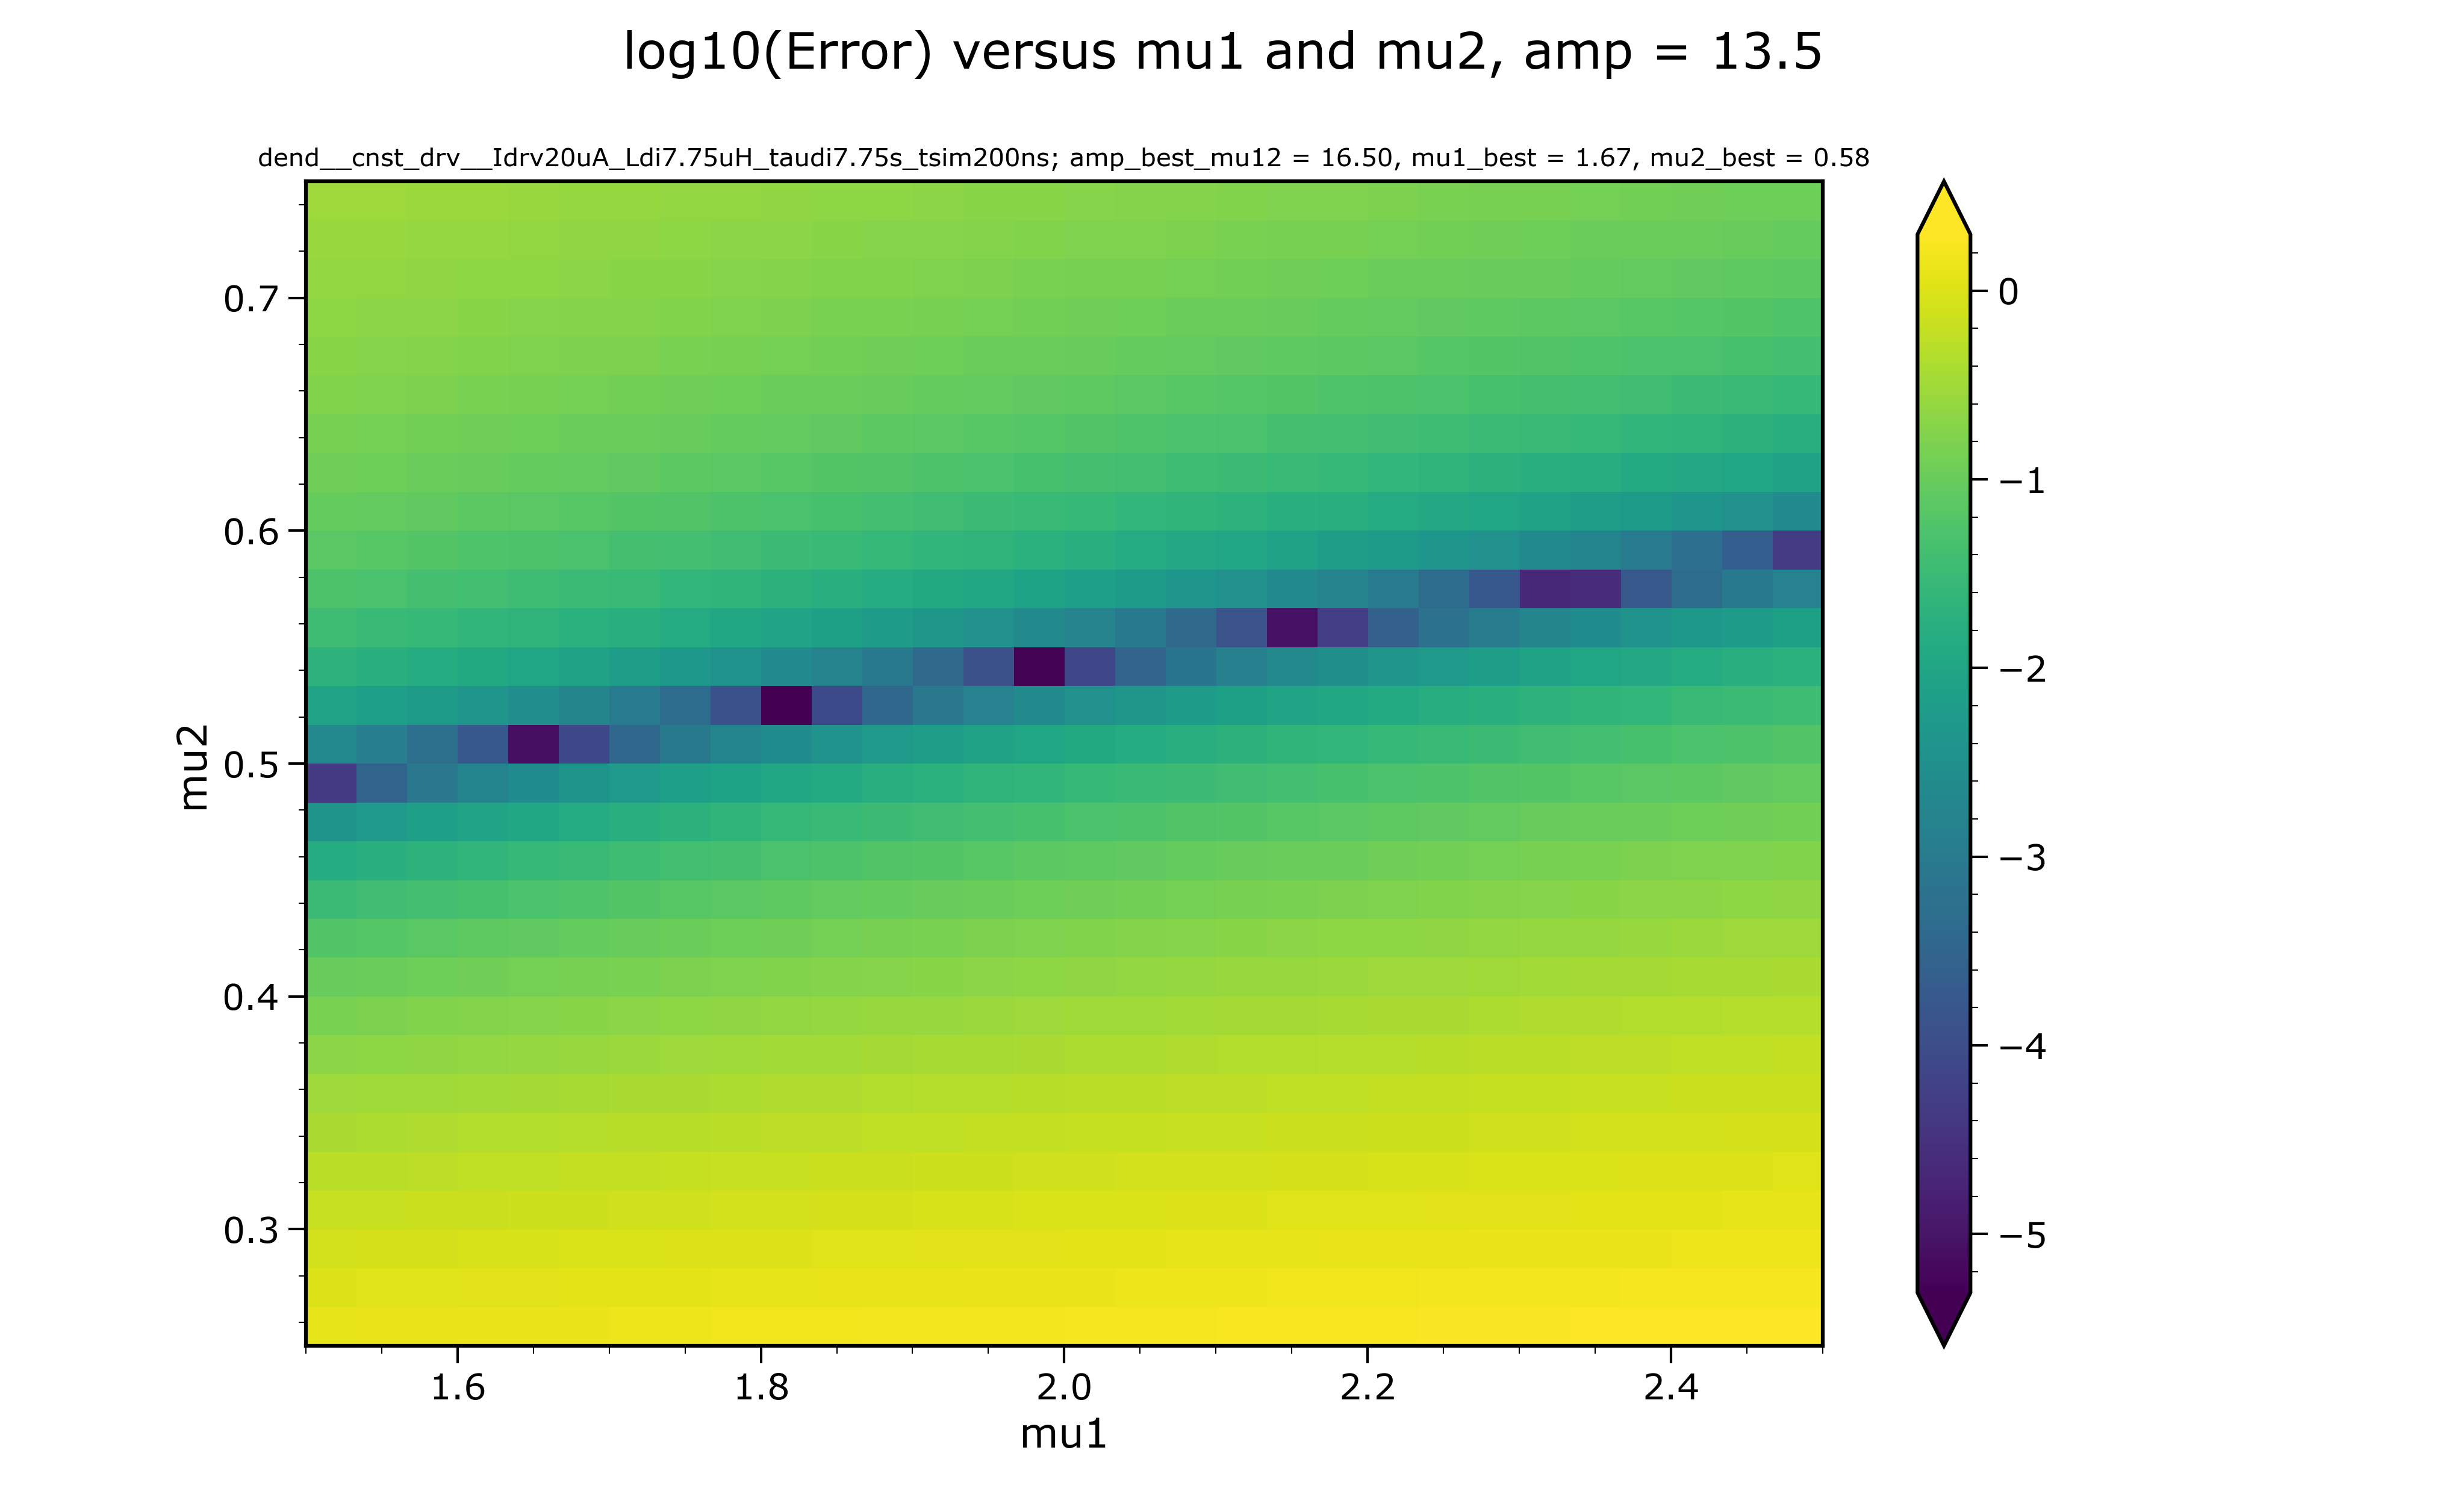 log10(Error) versus mu1 and mu2, amp = 13.5
dend__cnst_drv__Idrv20uA_Ldi7.75uH_taudi7.75s_tsim200ns; amp_best_mu12 = 16.50, mu1_best = 1.67, mu2_best = 0.58
mu2
0.7
0.6
0.5
0.4
0.3
1.6 1.8 2.0 2.2 2.4
mu1
0
−1
−2
−3
−4
−5